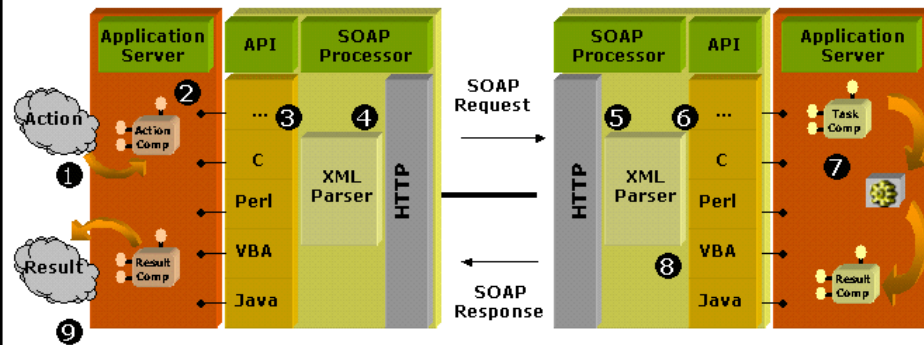 Application
Server
API
SOAP
Processor
SOAP
Processor
API
Application
Server
SOAP
Request
Action
1
2
Action
Comp
...
3
4
C
XML
Parser
Perl
HTTP
VBA
Java
Result
Result
Comp
9
SOAP
Response
5
6
...
HTTP
XML
Parser
C
Perl
VBA
8
Java
Task
Comp
7
Result
Comp